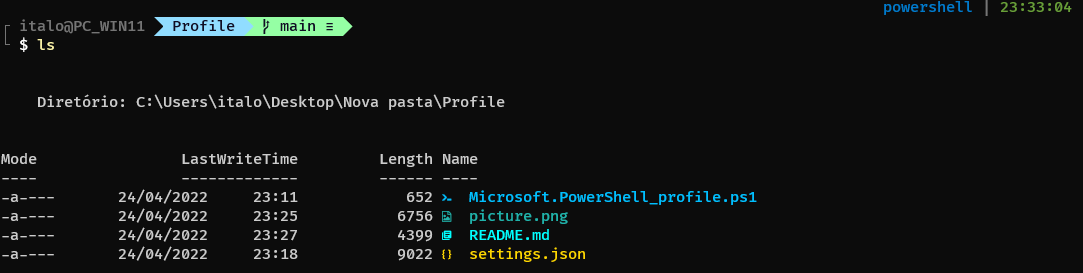 italo@PC_WIN11 Profile main ≡ powershell | 23:33:04
$ ls
Diretório: C:\Users\italo\Desktop\Nova pasta\Profile
Mode LastWriteTime Length Name
---- ------------- ------ ----
-a---- 24/04/2022 23:11 652 Microsoft.PowerShell_profile.ps1
-a---- 24/04/2022 23:25 6756 picture.png
-a---- 24/04/2022 23:27 4399 README.md
-a---- 24/04/2022 23:18 9022 {} settings.json